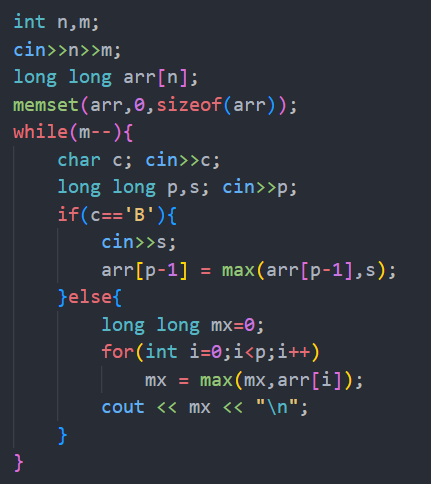 int n,m;
cin>>n>>m;
long long arr[n];
memset(arr,0,sizeof(arr));
while(m--){
    char c; cin>>c;
    long long p,s; cin>>p;
    if(c=='B'){
        cin>>s;
        arr[p-1] = max(arr[p-1],s);
    }else{
        long long mx=0;
        for(int i=0;i<p;i++)
            mx = max(mx,arr[i]);
        cout << mx << "\n";
    }
}